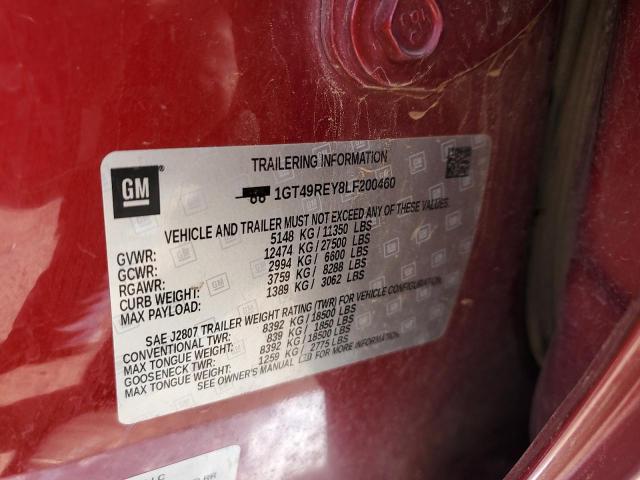 GM
TRAILERING INFORMATION
1GT49REY8LF200460
VEHICLE AND TRAILER MUST NOT EXCEED ANY OF THESE VALUES.
GVWR: 5148 KG/11350 LBS
GCWR: 12474 KG/27500 LBS
RGAWR: 2994 KG/ 6600 LBS
CURB WEIGHT: 3759 KG/ 8288 LBS
MAX PAYLOAD: 1389 KG/ 3062 LBS
SAE J2807 TRAILER WEIGHT RATING (TWR) FOR VEHICLE CONFIGURATION.
CONVENTIONAL TWR: 8392 KG/18500 LBS
MAX TONGUE WEIGHT: 839 KG/ 1850 LBS
GOOSENECK TWR: 8392 KG/18500 LBS
MAX TONGUE WEIGHT: 1259 KG/ 2775 LBS
SEE OWNER'S MANUAL FOR MORE INFORMATION.